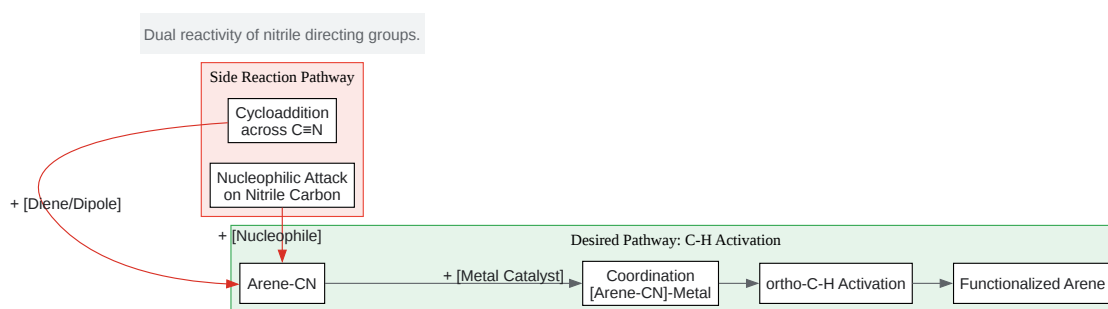 Dual reactivity of nitrile directing groups.
Side Reaction Pathway
Cycloaddition
across C≡N
Nucleophilic Attack
on Nitrile Carbon
+ [Diene/Dipole]
+ [Nucleophile]
Desired Pathway: C-H Activation
Arene-CN
+ [Metal Catalyst]
Coordination
[Arene-CN]-Metal
ortho-C-H Activation
Functionalized Arene